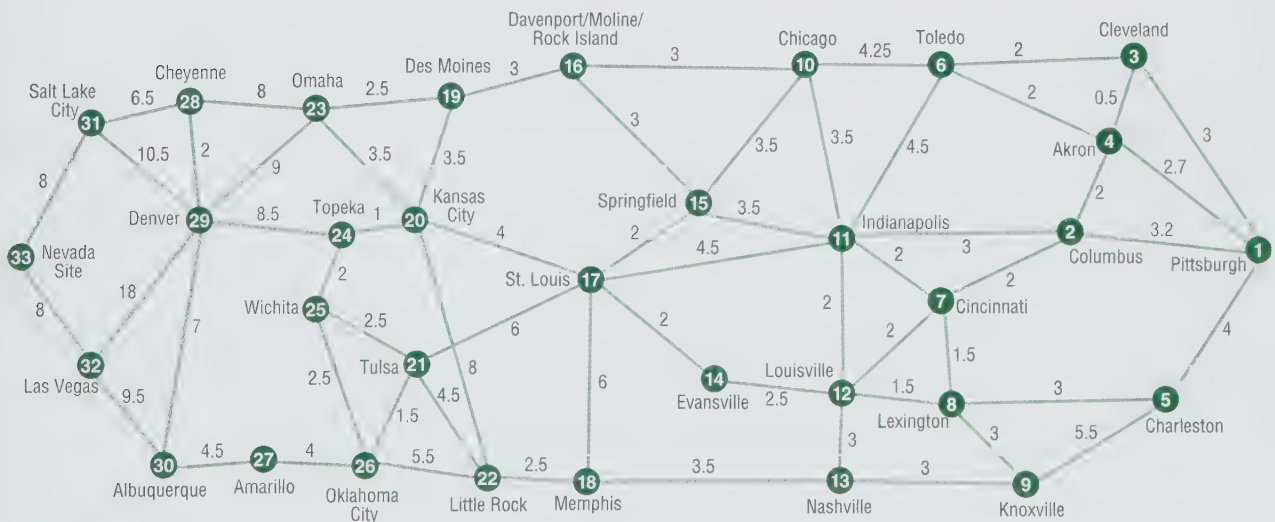 Davenport/Moline/
Rock Island
Chicago
Toledo
Cleveland
Cheyenne
Omaha
Des Moines
Salt Lake
City
4.25
2
3
3
3
6
10
16
6.5
8
2.5
19
31
28
23
0.5
2
3
10.5
2
9
3.5
3.5
3
3.5
3.5
4.5
Akron
4
2.7
8
Kansas
City
Springfield
15
2
Denver
29
8.5
Topeka
24
1
20
3.5
Indianapolis
11
3
2
Columbus
3.2
Pittsburgh
1
33
Nevada
Site
4
2
4.5
2
2
St. Louis
17
18
2
Wichita
25
2.5
7
Cincinnati
8
7
6
2
2
2
1.5
4
32
Las Vegas
2.5
Tulsa
21
8
6
14
Evansville
2.5
Louisville
12
1.5
8
Lexington
3
5
Charleston
9.5
4.5
1.5
3
3
5.5
30
4.5
27
4
26
5.5
22
2.5
18
3.5
13
3
9
Albuquerque
Amarillo
Oklahoma
City
Little Rock
Memphis
Nashville
Knoxville